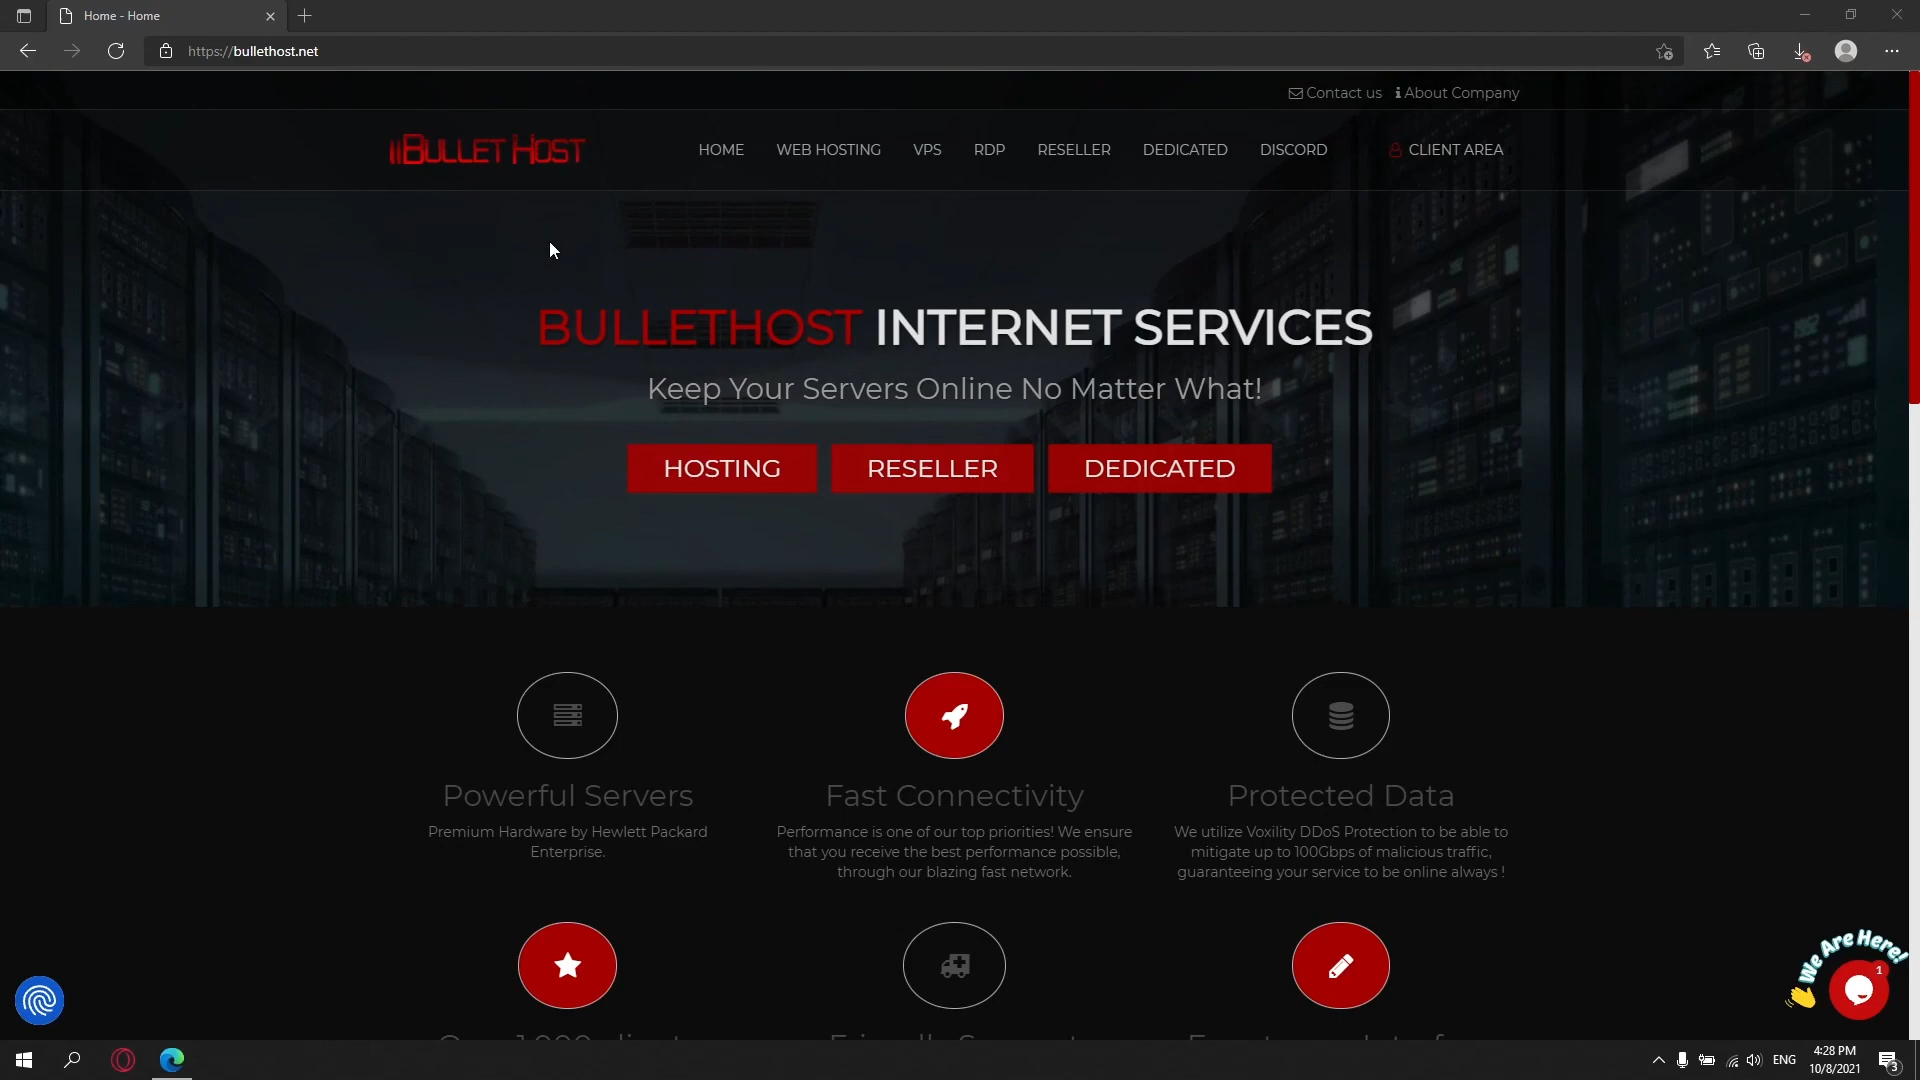 Home - Home
https://bullethost.net
Contact us About Company
BULLET HOST
HOME WEB HOSTING VPS RDP RESELLER DEDICATED DISCORD CLIENT AREA
BULLETHOST INTERNET SERVICES
Keep Your Servers Online No Matter What!
HOSTING RESELLER DEDICATED
Powerful Servers
Premium Hardware by Hewlett Packard
Enterprise.
Fast Connectivity
Performance is one of our top priorities! We ensure
that you receive the best performance possible,
through our blazing fast network.
Protected Data
We utilize Voxility DDoS Protection to be able to
mitigate up to 100Gbps of malicious traffic,
guaranteeing your service to be online always !
We Are Here!
1
ENG
4:28 PM
10/8/2021
3